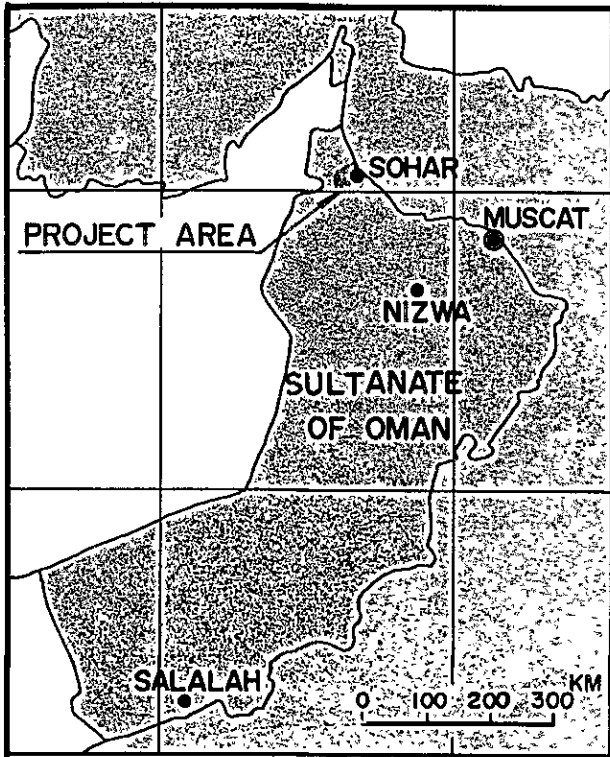 SOHAR
PROJECT AREA
MUSCAT
NIZWA
SULTANATE
OF OMAN
SALALAH
KM
0 100 200 300